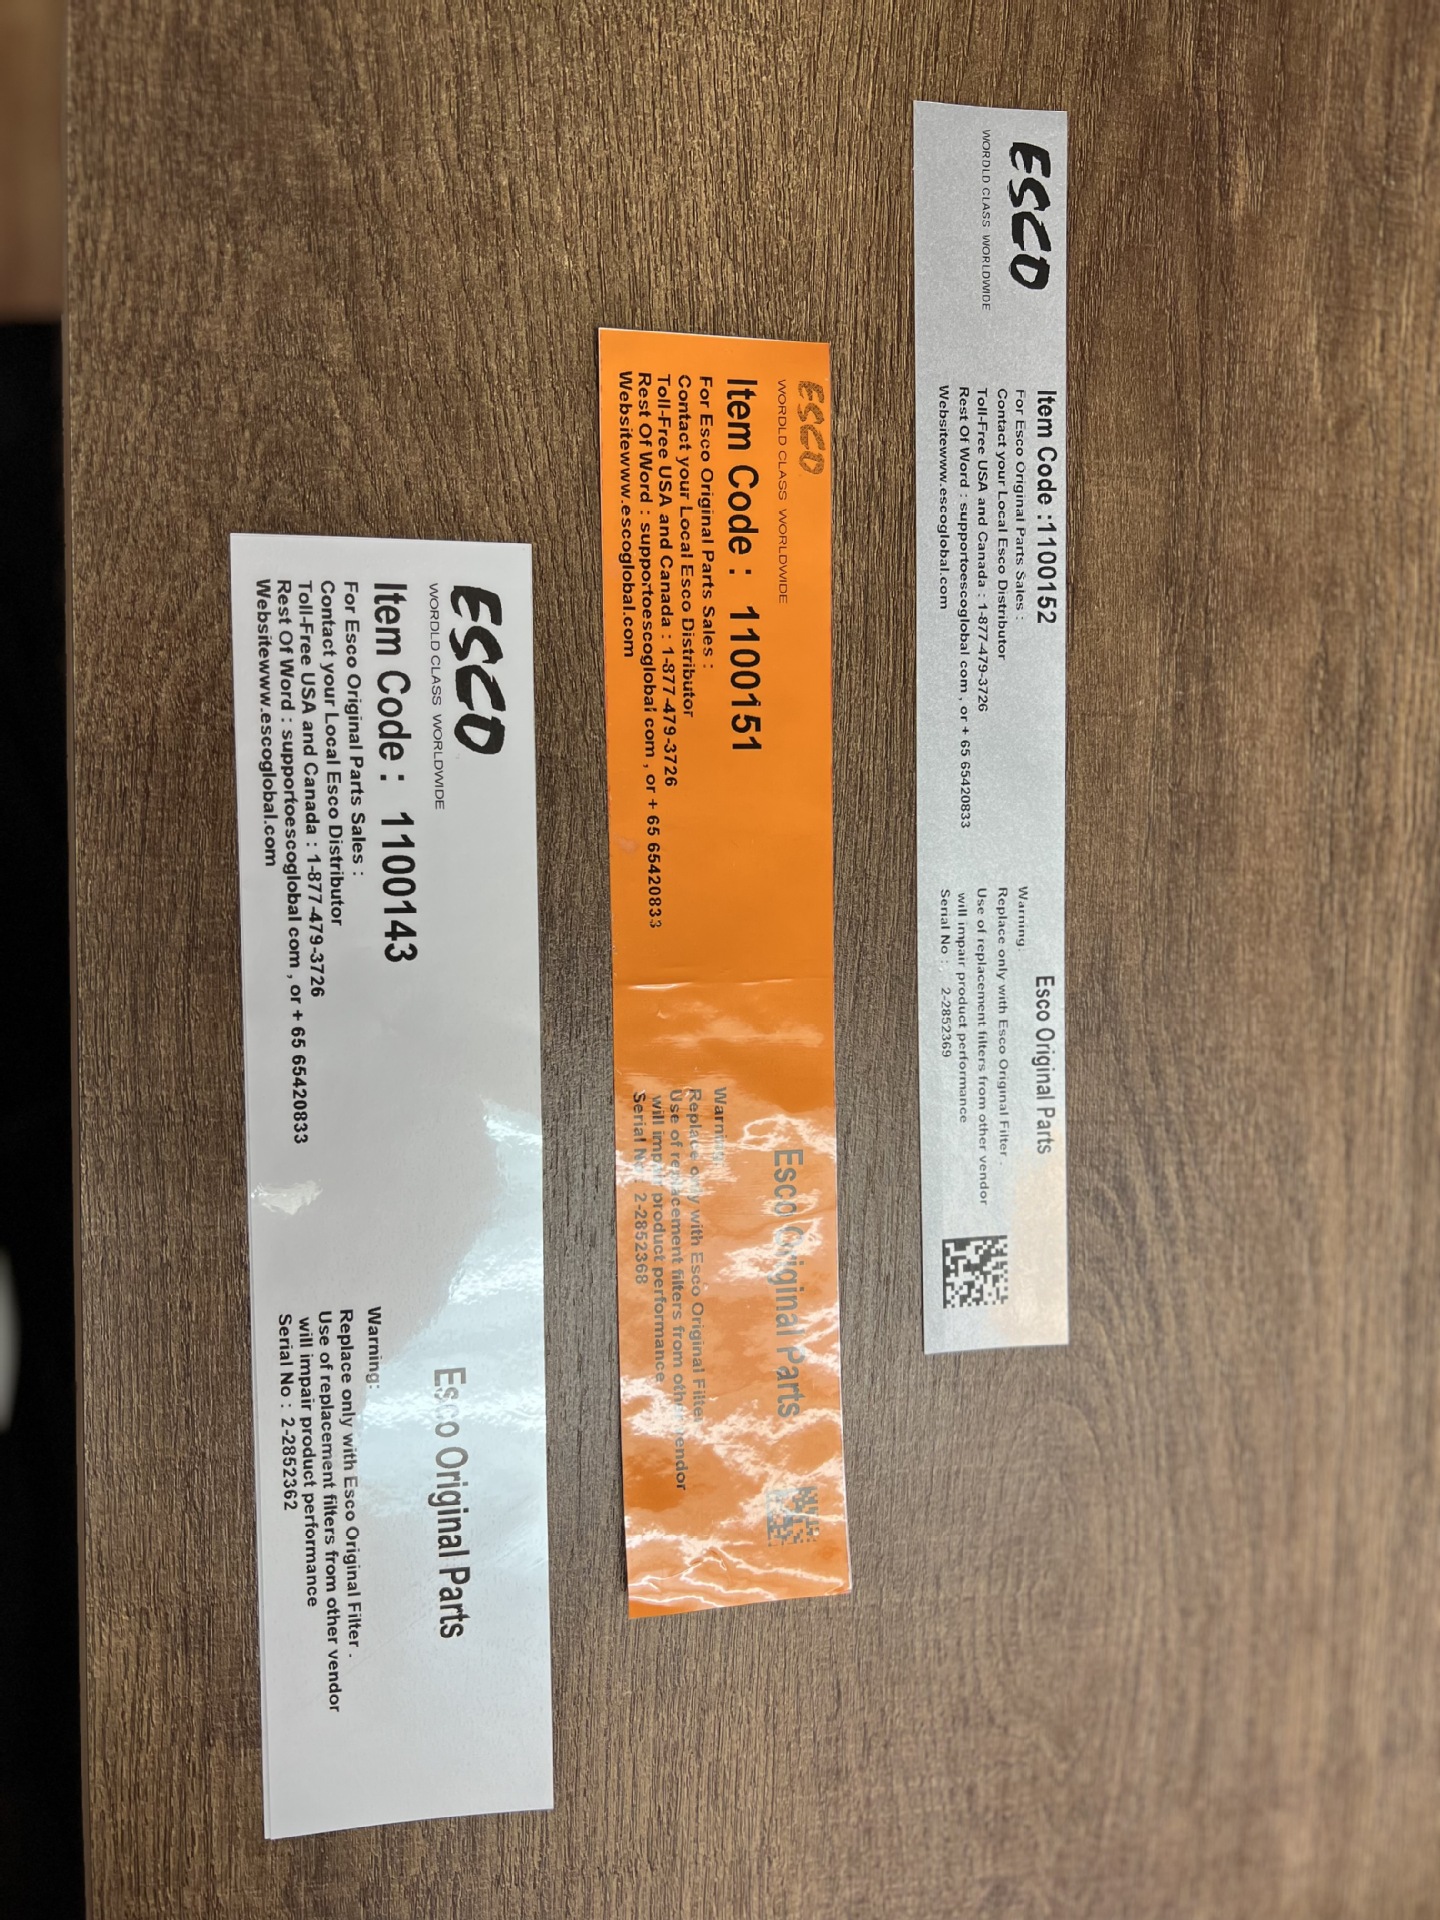 ESCO
WORDLD CLASS WORLDWIDE
Item Code :1100152
For Esco Original Parts Sales :
Contact your Local Esco Distributor
Toll-Free USA and Canada : 1-877-479-3726
Rest Of Word : supportoescoglobal com , or + 65 65420833
Websitewww.escoglobal.com
Esco Original Parts
Warning:
Replace only with Esco Original Filter .
Use of replacement filters from other vendor
will impair product performance
Serial No : 2-2852369
ESCO
WORDLD CLASS WORLDWIDE
Item Code : 1100151
For Esco Original Parts Sales :
Contact your Local Esco Distributor
Toll-Free USA and Canada : 1-877-479-3726
Rest Of Word : supportoescoglobal com , or + 65 65420833
Websitewww.escoglobal.com
Esco Original Parts
Warning:
Replace only with Esco Original Filter
Use of replacement filters from other vendor
will impair product performance
Serial No : 2-2852368
ESCO
WORDLD CLASS WORLDWIDE
Item Code : 1100143
For Esco Original Parts Sales :
Contact your Local Esco Distributor
Toll-Free USA and Canada : 1-877-479-3726
Rest Of Word : supportoescoglobal com , or + 65 65420833
Websitewww.escoglobal.com
Esco Original Parts
Warning:
Replace only with Esco Original Filter .
Use of replacement filters from other vendor
will impair product performance
Serial No : 2-2852362